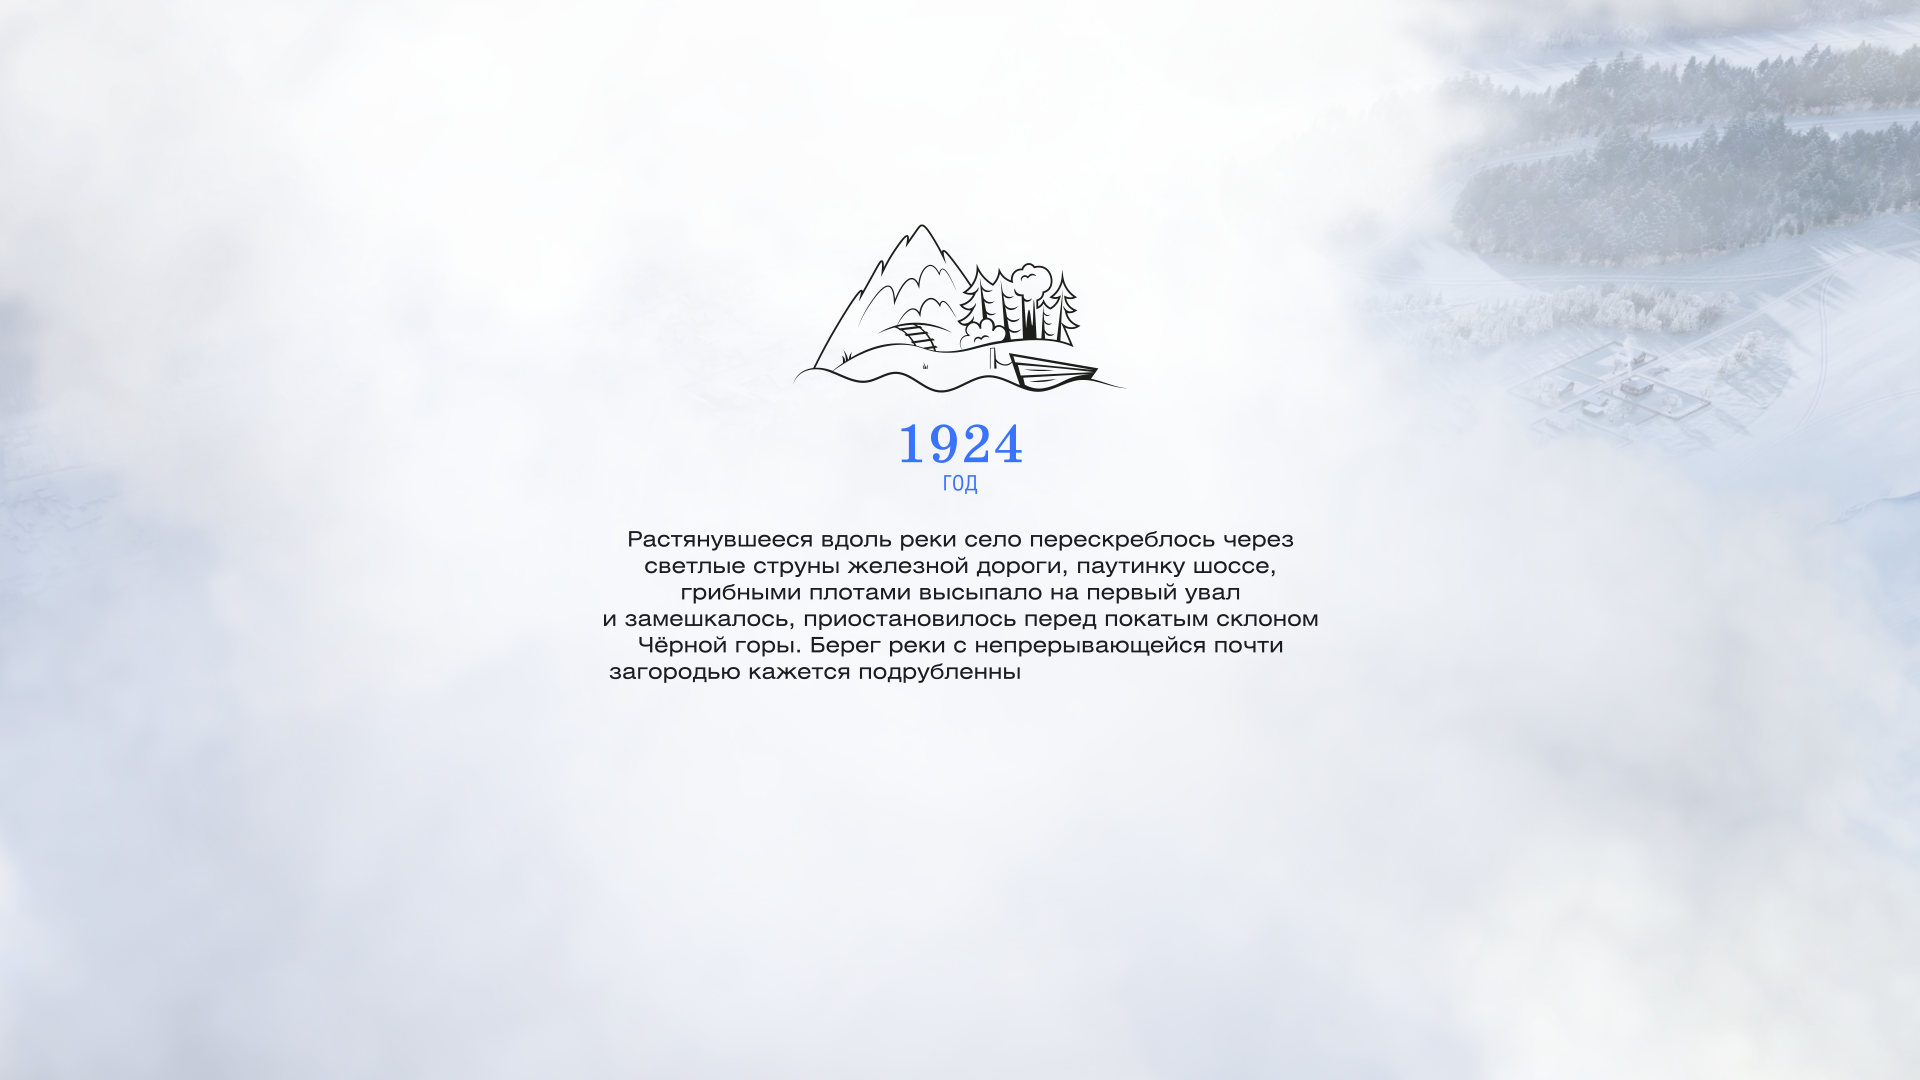 1924
ГОД
Растянувшееся вдоль реки село перескреблось через
светлые струны железной дороги, паутинку шоссе,
грибными плотами высыпало на первый увал
и замешкалось, приостановилось перед покатым склоном
Чёрной горы. Берег реки с непрерывающейся почти
загородью кажется подрубленны